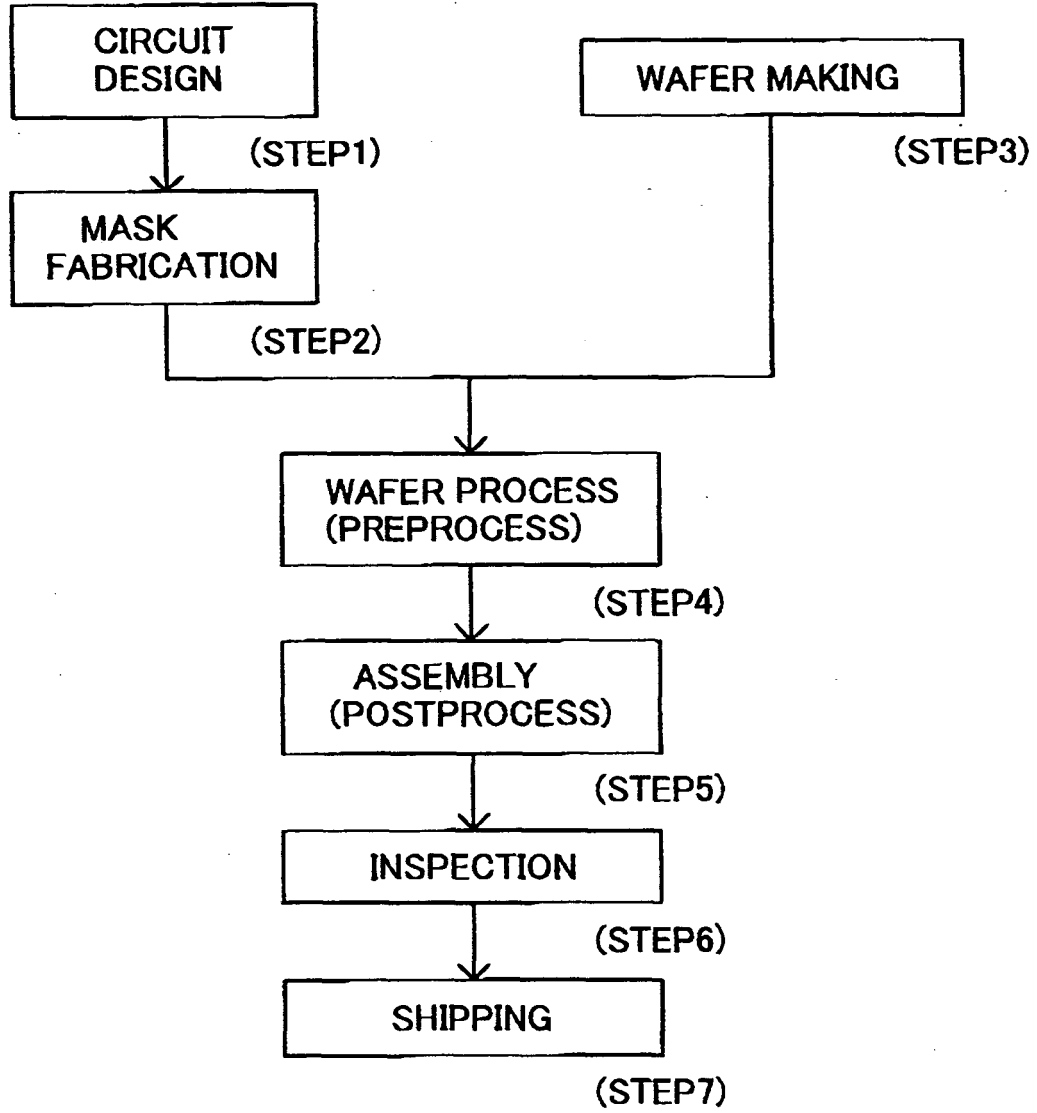 CIRCUIT
DESIGN
(STEP1)
WAFER MAKING
(STEP3)
MASK
FABRICATION
(STEP2)
WAFER PROCESS
(PREPROCESS)
(STEP4)
ASSEMBLY
(POSTPROCESS)
(STEP5)
INSPECTION
(STEP6)
SHIPPING
(STEP7)